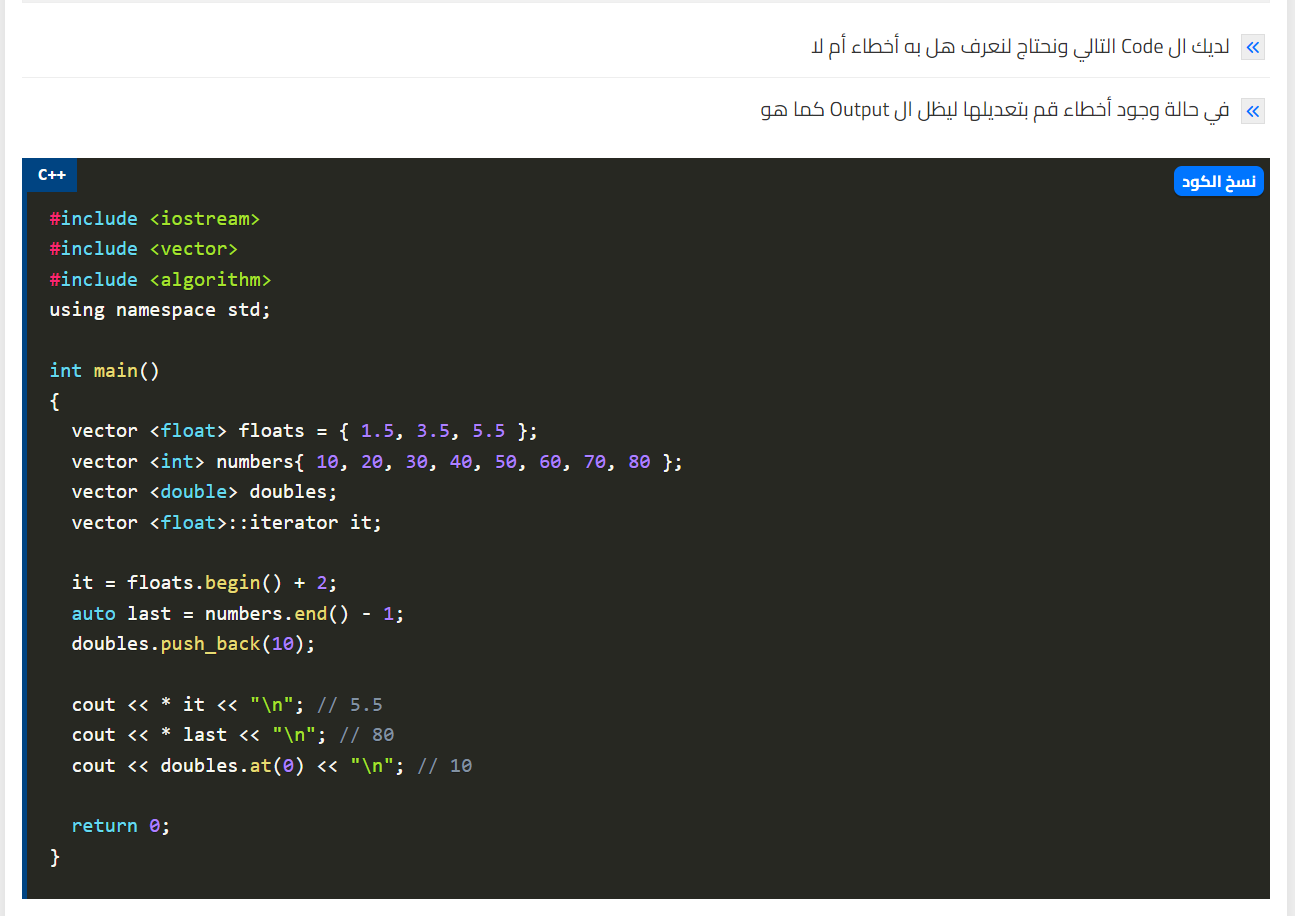 لديك ال Code التالي ونحتاج لنعرف هل به أخطاء أم لا
في حالة وجود أخطاء قم بتعديلها ليظل ال Output كما هو
C++
نسخ الكود
#include <iostream>
#include <vector>
#include <algorithm>
using namespace std;

int main()
{
  vector <float> floats = { 1.5, 3.5, 5.5 };
  vector <int> numbers{ 10, 20, 30, 40, 50, 60, 70, 80 };
  vector <double> doubles;
  vector <float>::iterator it;

  it = floats.begin() + 2;
  auto last = numbers.end() - 1;
  doubles.push_back(10);

  cout << * it << "\n"; // 5.5
  cout << * last << "\n"; // 80
  cout << doubles.at(0) << "\n"; // 10

  return 0;
}